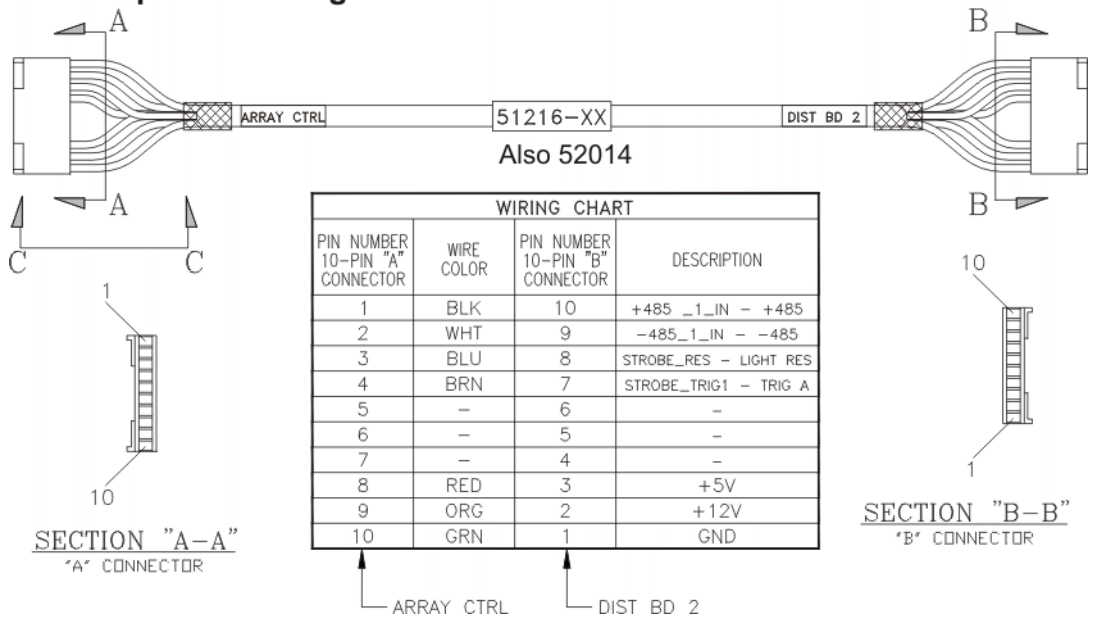 A
B
ARRAY CTRL
51216-XX
DIST BD 2
Also 52014
A
B
C
C
WIRING CHART
PIN NUMBER 10-PIN "A" CONNECTOR WIRE COLOR PIN NUMBER 10-PIN "B" CONNECTOR DESCRIPTION
1 BLK 10 +485 _1_IN - +485
2 WHT 9 -485_1_IN - -485
3 BLU 8 STROBE_RES - LIGHT RES
4 BRN 7 STROBE_TRIG1 - TRIG A
5 - 6 -
6 - 5 -
7 - 4 -
8 RED 3 +5V
9 ORG 2 +12V
10 GRN 1 GND
1
10
SECTION "A-A"
"A" CONNECTOR
10
1
SECTION "B-B"
"B" CONNECTOR
ARRAY CTRL
DIST BD 2